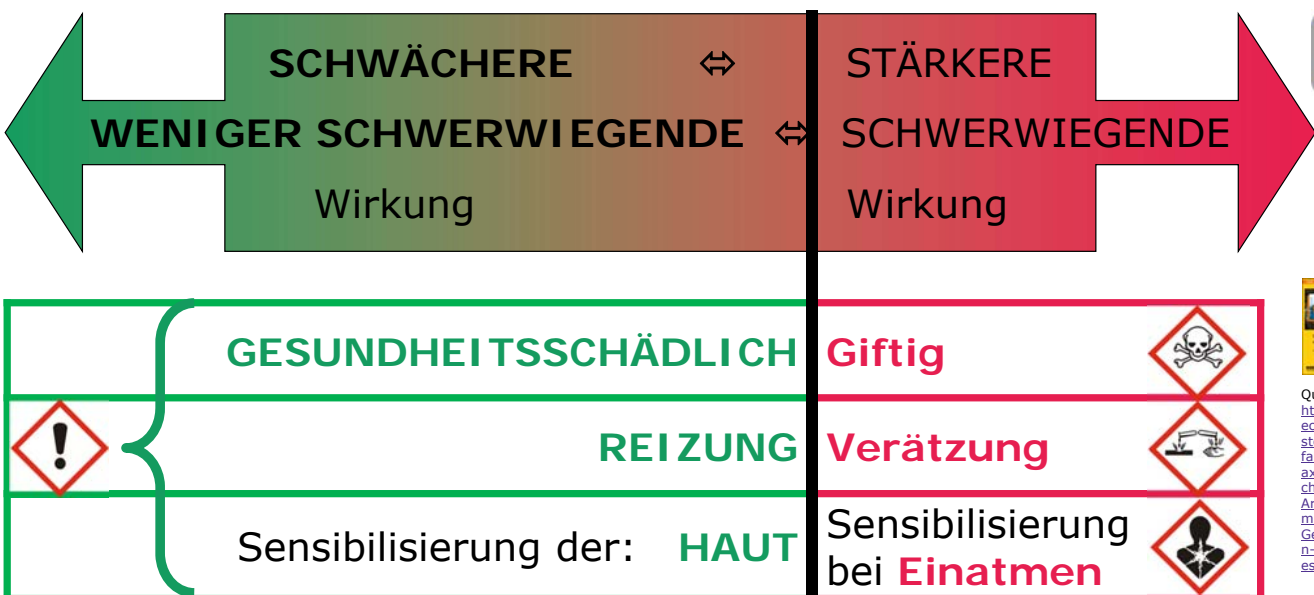 SCHWÄCHERE ⇔ STÄRKERE
WENIGER SCHWERWIEGENDE ⇔ SCHWERWIEGENDE
Wirkung Wirkung
GESUNDHEITSSCHÄDLICH Giftig
REIZUNG Verätzung
Sensibilisierung der: HAUT Sensibilisierung
bei Einatmen